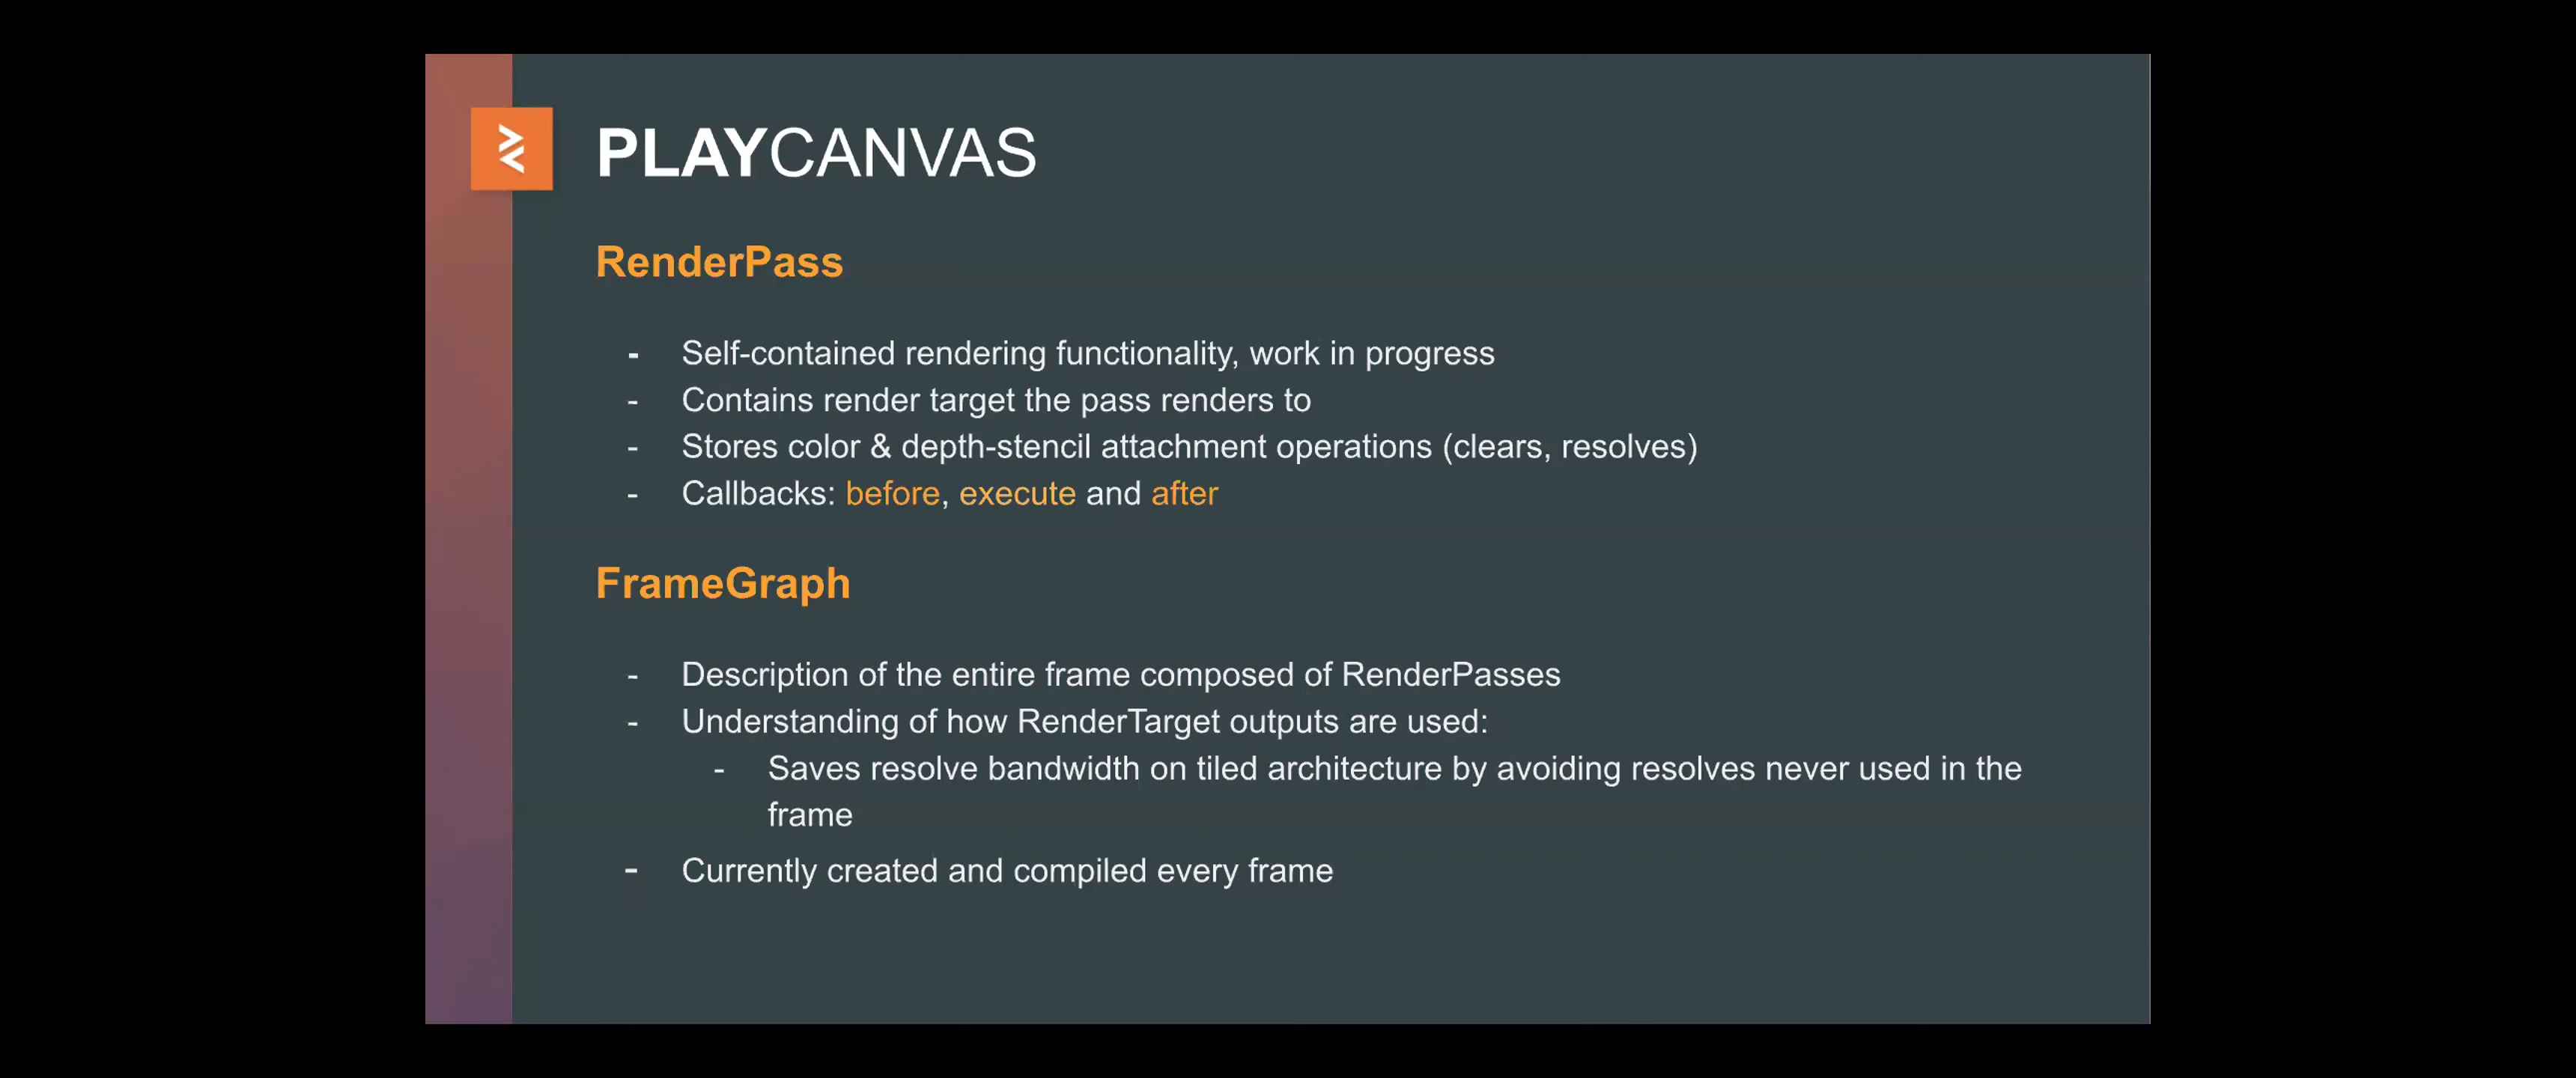 PLAYCANVAS
RenderPass
- Self-contained rendering functionality, work in progress
- Contains render target the pass renders to
- Stores color & depth-stencil attachment operations (clears, resolves)
- Callbacks: before, execute and after
FrameGraph
- Description of the entire frame composed of RenderPasses
- Understanding of how RenderTarget outputs are used:
- Saves resolve bandwidth on tiled architecture by avoiding resolves never used in the
frame
- Currently created and compiled every frame